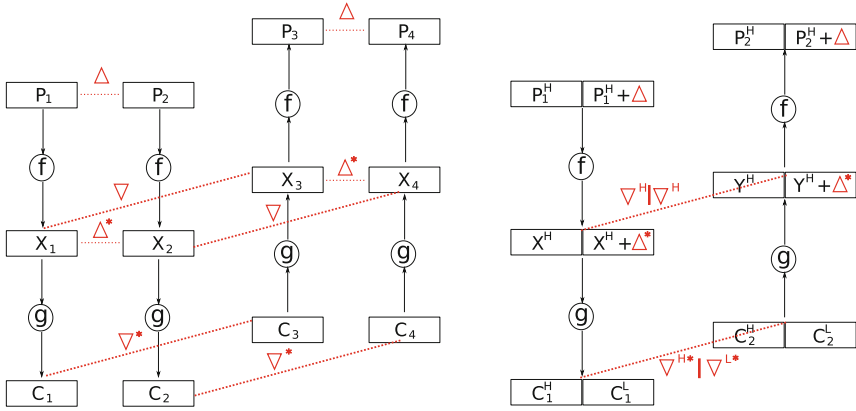 P₃ Δ P₄
P₁ Δ P₂
f f
f f
X₃ Δ* X₄
∇
∇
X₁ Δ* X₂
g g
g g
C₃ C₄
∇*
∇*
C₁ C₂
P₂ᴴ P₂ᴴ+Δ
P₁ᴴ P₁ᴴ+Δ
f
f
Yᴴ Yᴴ+Δ*
∇ᴴ|∇ᴴ
Xᴴ Xᴴ+Δ*
g
g
C₂ᴴ C₂ᴸ
∇ᴴ*|∇ᴸ*
C₁ᴴ C₁ᴸ